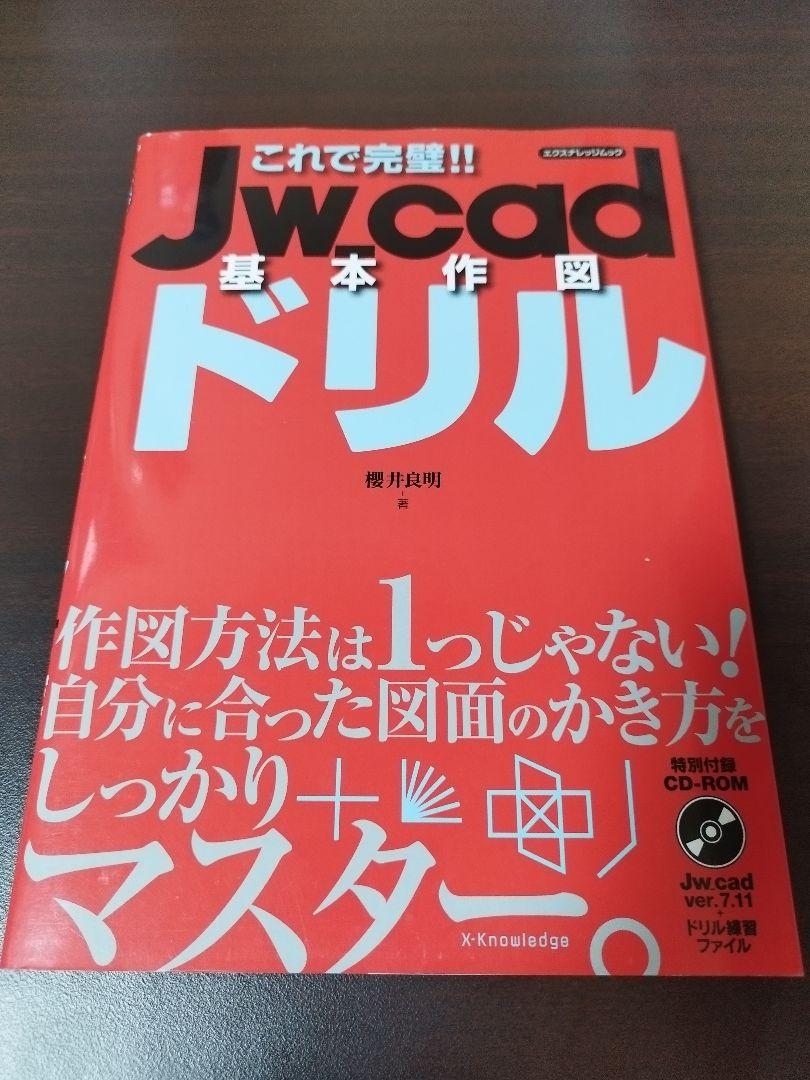 これで完璧!!
エクスナレッジムック
Jw_cad
基本作図
ドリル
櫻井良明
著
作図方法は1つじゃない!
自分に合った図面のかき方を
しっかり
マスター。
X-Knowledge
特別付録
CD-ROM
Jw_cad
ver.7.11
+
ドリル練習
ファイル